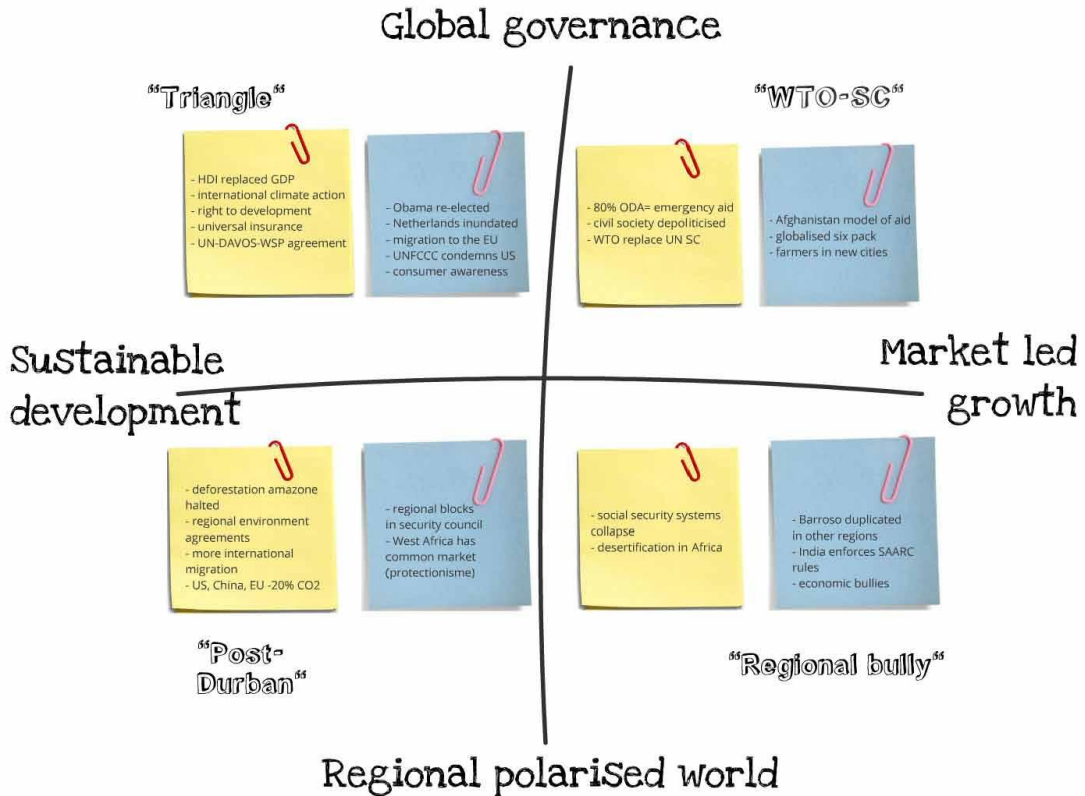 Global governance
“Triangle“
“WTO-SC“
- HDI replaced GDP
- international climate action
- right to development
- universal insurance
- UN-DAVOS-WSP agreement
- Obama re-elected
- Netherlands inundated
- migration to the EU
- UNFCCC condemns US
- consumer awareness
- 80% ODA= emergency aid
- civil society depoliticised
- WTO replace UN SC
- Afghanistan model of aid
- globalised six pack
- farmers in new cities
Sustainable
development
Market led
growth
- deforestation amazone
halted
- regional environment
agreements
- more international
migration
- US, China, EU -20% CO2
- regional blocks
in security council
- West Africa has
common market
(protectionisme)
- social security systems
collapse
- desertification in Africa
- Barroso duplicated
in other regions
- India enforces SAARC
rules
- economic bullies
“Post-
Durban“
“Regional bully“
Regional polarised world